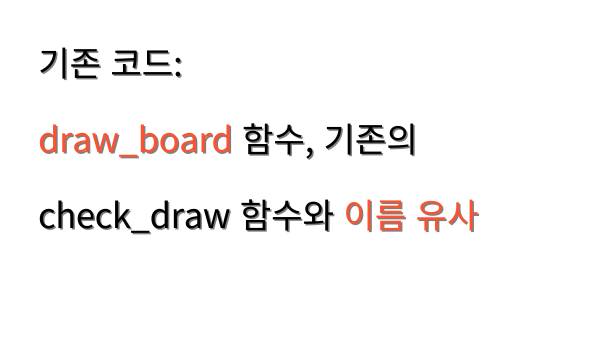 기존 코드:
draw_board 함수, 기존의
check_draw 함수와 이름 유사